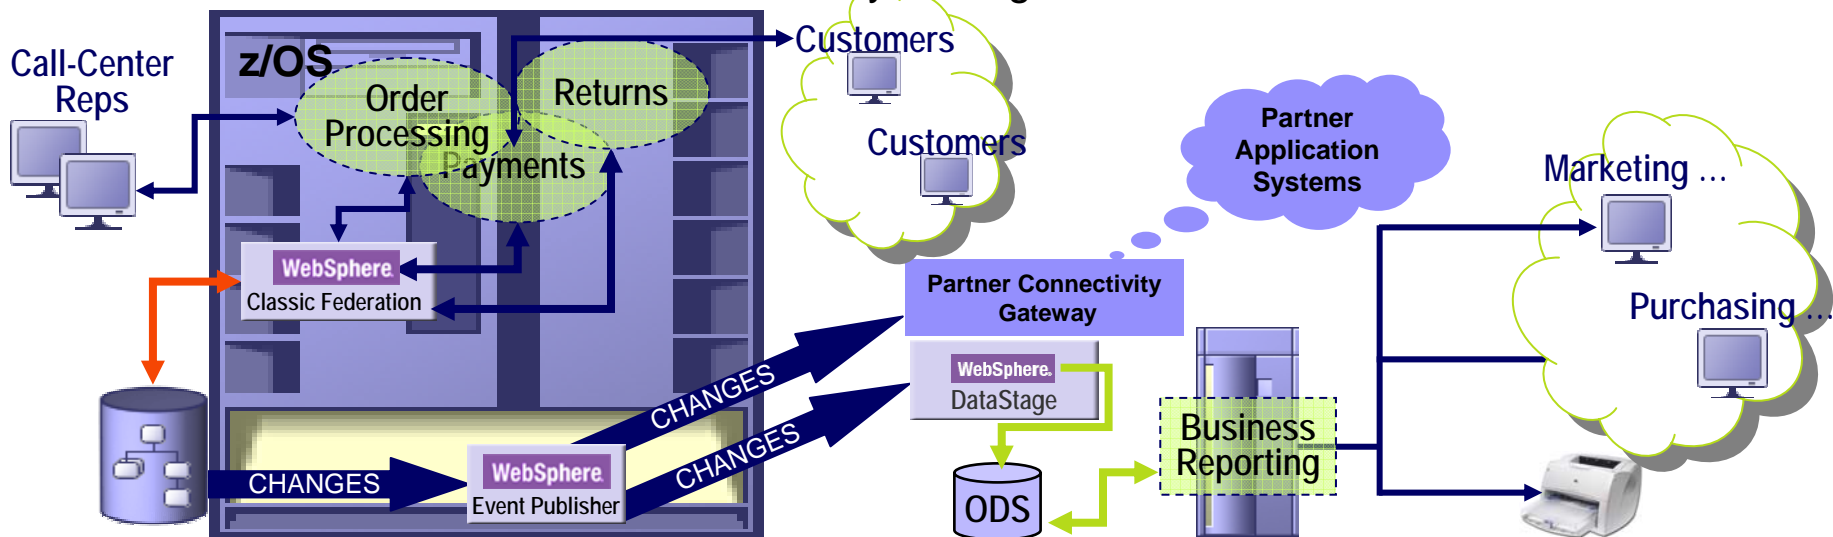 Customers
z/OS
Call-Center
Reps
Order
Processing
Returns
Payments
Customers
Partner
Application
Systems
Marketing ...
WebSphere.
Classic Federation
Partner Connectivity
Gateway
Purchasing ...
WebSphere.
DataStage
CHANGES
CHANGES
Business
Reporting
WebSphere.
Event Publisher
CHANGES
ODS